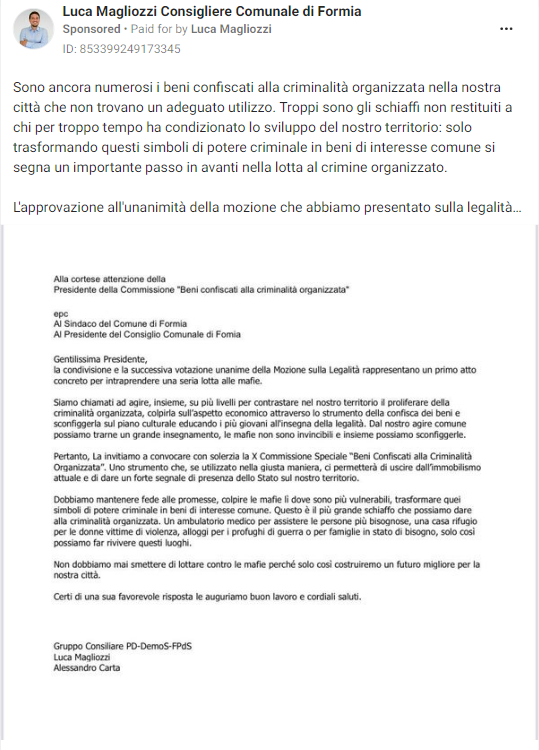 Luca Magliozzi Consigliere Comunale di Formia
Sponsored • Paid for by Luca Magliozzi
ID: 853399249173345
Sono ancora numerosi i beni confiscati alla criminalità organizzata nella nostra
città che non trovano un adeguato utilizzo. Troppi sono gli schiaffi non restituiti a
chi per troppo tempo ha condizionato lo sviluppo del nostro territorio: solo
trasformando questi simboli di potere criminale in beni di interesse comune si
segna un importante passo in avanti nella lotta al crimine organizzato.
L'approvazione all'unanimità della mozione che abbiamo presentato sulla legalità...
Alla cortese attenzione della
Presidente della Commissione "Beni confiscati alla criminalità organizzata"
epc
Al Sindaco del Comune di Formia
Al Presidente del Consiglio Comunale di Fomia
Gentilissima Presidente,
la condivisione e la successiva votazione unanime della Mozione sulla Legalità rappresentano un primo atto
concreto per intraprendere una seria lotta alle mafie.
Siamo chiamati ad agire, insieme, su più livelli per contrastare nel nostro territorio il proliferare della
criminalità organizzata, colpirla sull'aspetto economico attraverso lo strumento della confisca dei beni e
sconfiggerla sul piano culturale educando i più giovani all'insegna della legalità. Dal nostro agire comune
possiamo trarne un grande insegnamento, le mafie non sono invincibili e insieme possiamo sconfiggerle.
Pertanto, La invitiamo a convocare con solerzia la X Commissione Speciale "Beni Confiscati alla Criminalità
Organizzata". Uno strumento che, se utilizzato nella giusta maniera, ci permetterà di uscire dall'immobilismo
attuale e di dare un forte segnale di presenza dello Stato sul nostro territorio.
Dobbiamo mantenere fede alle promesse, colpire le mafie lì dove sono più vulnerabili, trasformare quei
simboli di potere criminale in beni di interesse comune. Questo è il più grande schiaffo che possiamo dare
alla criminalità organizzata. Un ambulatorio medico per assistere le persone più bisognose, una casa rifugio
per le donne vittime di violenza, alloggi per i profughi di guerra o per famiglie in stato di bisogno, solo così
possiamo far rivivere questi luoghi.
Non dobbiamo mai smettere di lottare contro le mafie perché solo così costruiremo un futuro migliore per la
nostra città.
Certi di una sua favorevole risposta le auguriamo buon lavoro e cordiali saluti.
Gruppo Consiliare PD-DemoS-FPdS
Luca Magliozzi
Alessandro Carta